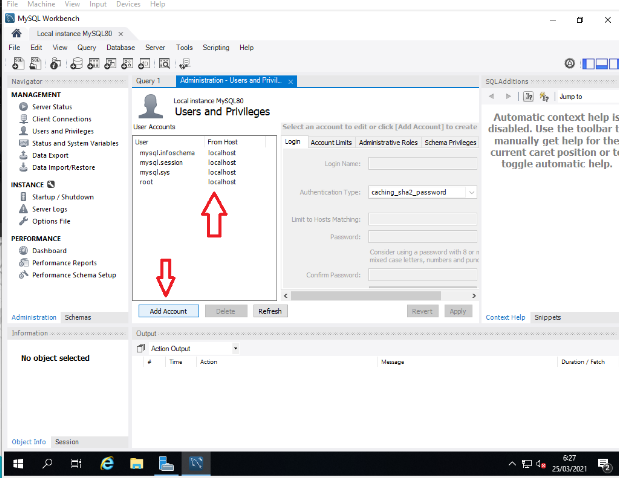 File Machine View Input Devices Help
MySQL Workbench
Local instance MySQL80
File Edit View Query Database Server Tools Scripting Help
Navigator
MANAGEMENT
Server Status
Client Connections
Users and Privileges
Status and System Variables
Data Export
Data Import/Restore
INSTANCE
Startup / Shutdown
Server Logs
Options File
PERFORMANCE
Dashboard
Performance Reports
Performance Schema Setup
Administration Schemas
Information
No object selected
Object Info Session
Query 1 Administration - Users and Privil...
Local instance MySQL80
Users and Privileges
User Accounts
User From Host
mysql.infoschema localhost
mysql.session localhost
mysql.sys localhost
root localhost
Add Account Delete Refresh
Select an account to edit or click [Add Account] to create
Login Account Limits Administrative Roles Schema Privileges
Login Name:
Authentication Type: caching_sha2_password
Limit to Hosts Matching:
Password:
Consider using a password with 8 or
mixed case letters, numbers and punc
Confirm Password:
Revert Apply
SQLAdditions
Jump to
Automatic context help is
disabled. Use the toolbar t
manually get help for the
current caret position or to
toggle automatic help.
Context Help Snippets
Output
Action Output
# Time Action Message Duration / Fetch
6:27
25/03/2021
2